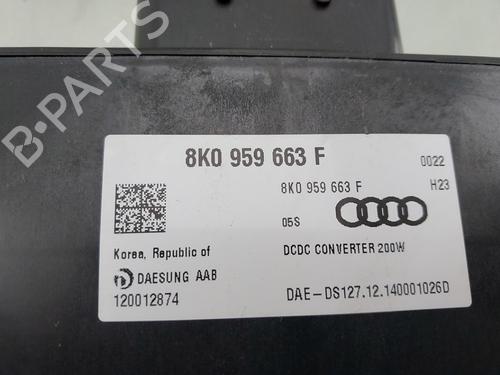 8K0 959 663 F
0022
8K0 959 663 F
H23
05S
Korea, Republic of
DCDC CONVERTER 200W
DAESUNG AAB
120012874
DAE-DS127.12.140001026D
B-PARTS